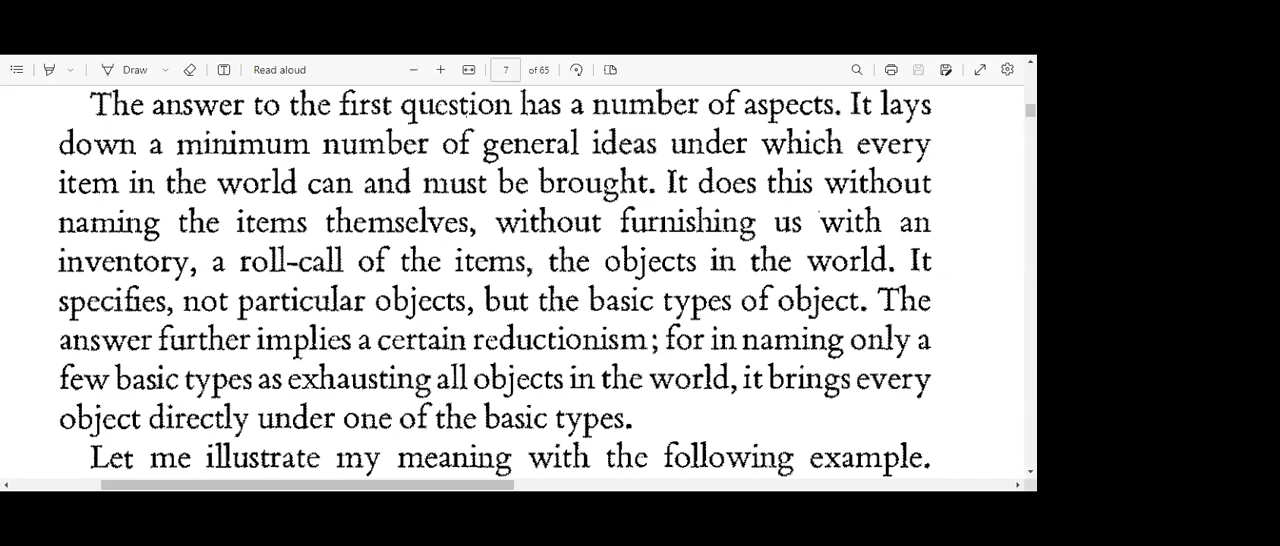 Draw Read aloud 7 of 65
The answer to the first question has a number of aspects. It lays
down a minimum number of general ideas under which every
item in the world can and must be brought. It does this without
naming the items themselves, without furnishing us with an
inventory, a roll-call of the items, the objects in the world. It
specifies, not particular objects, but the basic types of object. The
answer further implies a certain reductionism; for in naming only a
few basic types as exhausting all objects in the world, it brings every
object directly under one of the basic types.
Let me illustrate my meaning with the following example.